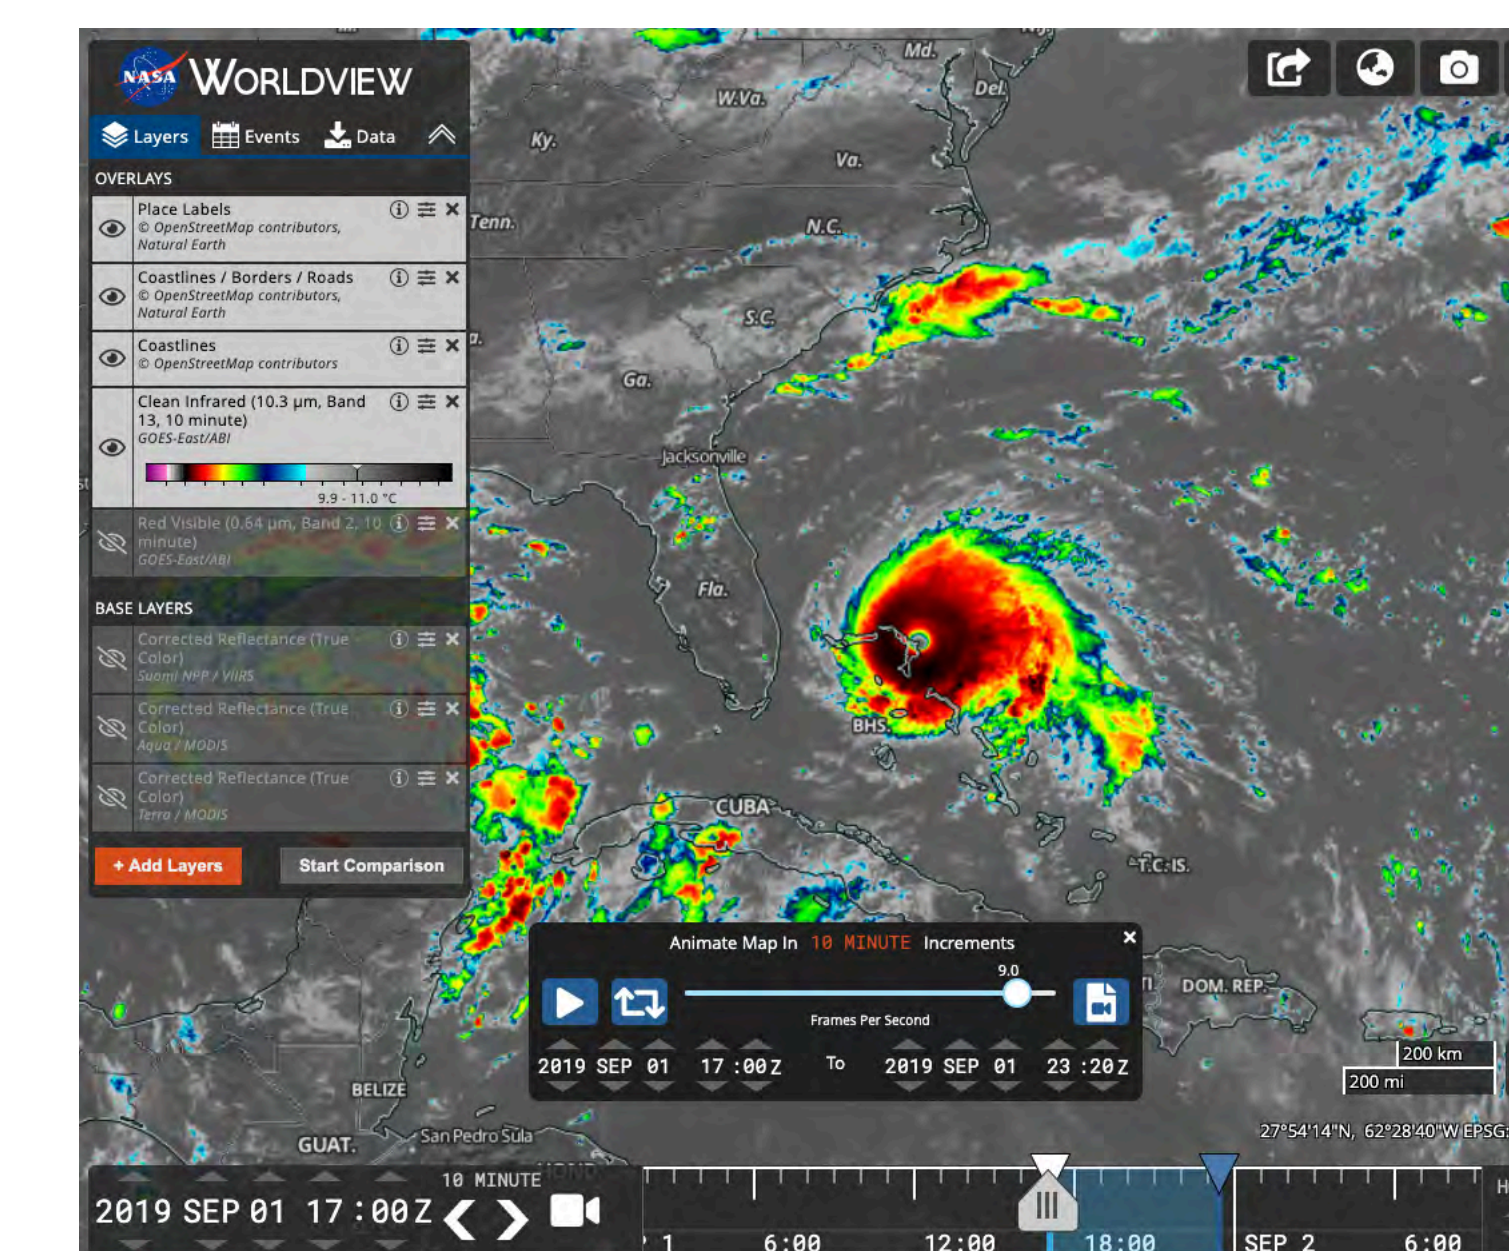 NASA WORLDVIEW
Layers Events Data
OVERLAYS
Place Labels
© OpenStreetMap contributors,
Natural Earth
Coastlines / Borders / Roads
© OpenStreetMap contributors,
Natural Earth
Coastlines
© OpenStreetMap contributors
Clean Infrared (10.3 µm, Band
13, 10 minute)
GOES-East/ABI
9.9 - 11.0 °C
Red Visible (0.64 µm, Band 2, 10
minute)
GOES-East/ABI
BASE LAYERS
Corrected Reflectance (True
Color)
Suomi NPP / VIIRS
Corrected Reflectance (True
Color)
Aqua / MODIS
Corrected Reflectance (True
Color)
Terra / MODIS
+ Add Layers Start Comparison
Md.
Del.
W.Va.
Ky.
Va.
Tenn.
N.C.
S.C.
Ga.
Jacksonville
Fla.
BHS.
CUBA
T.C. IS.
DOM. REP.
BELIZE
GUAT.
San Pedro Sula
Animate Map In 10 MINUTE Increments
9.0
Frames Per Second
2019 SEP 01 17 :00 Z To 2019 SEP 01 23 :20 Z
200 km
200 mi
27°54'14"N, 62°28'40"W EPSG:
10 MINUTE
2019 SEP 01 17 :00 Z
1 6:00 12:00 18:00 SEP 2 6:00